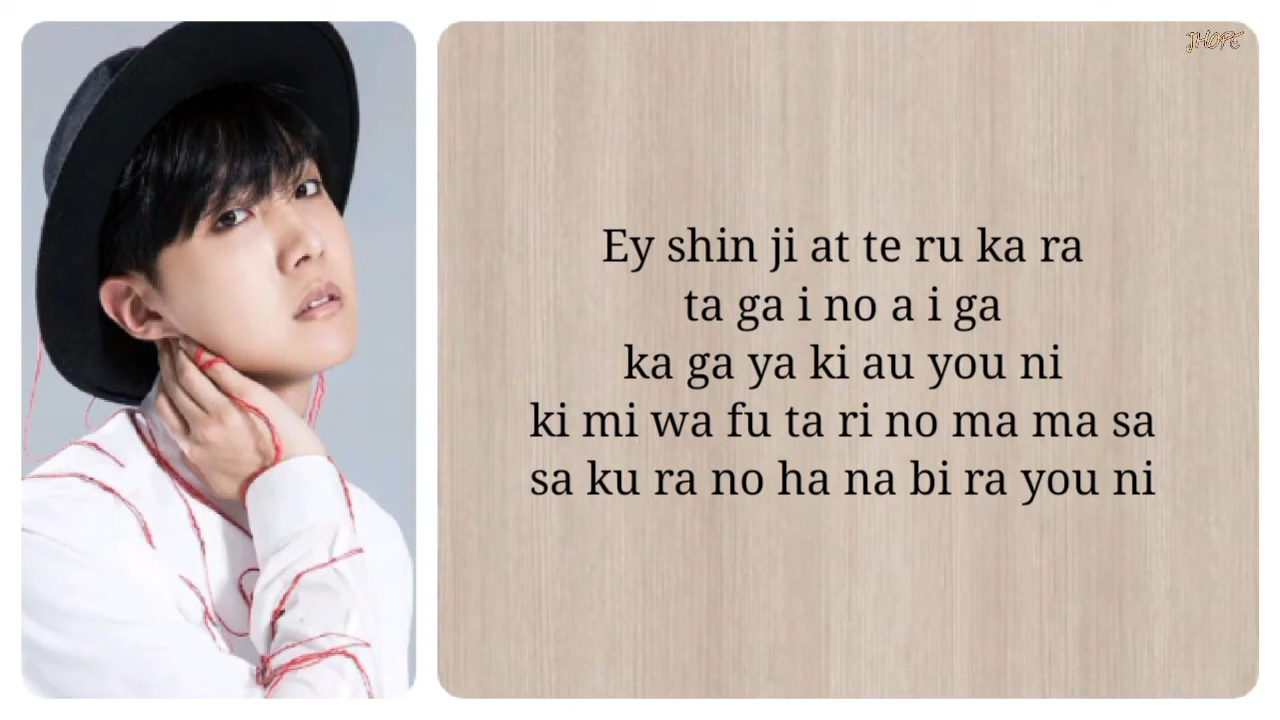 JHOPE
Ey shin ji at te ru ka ra
ta ga i no a i ga
ka ga ya ki au you ni
ki mi wa fu ta ri no ma ma sa
sa ku ra no ha na bi ra you ni